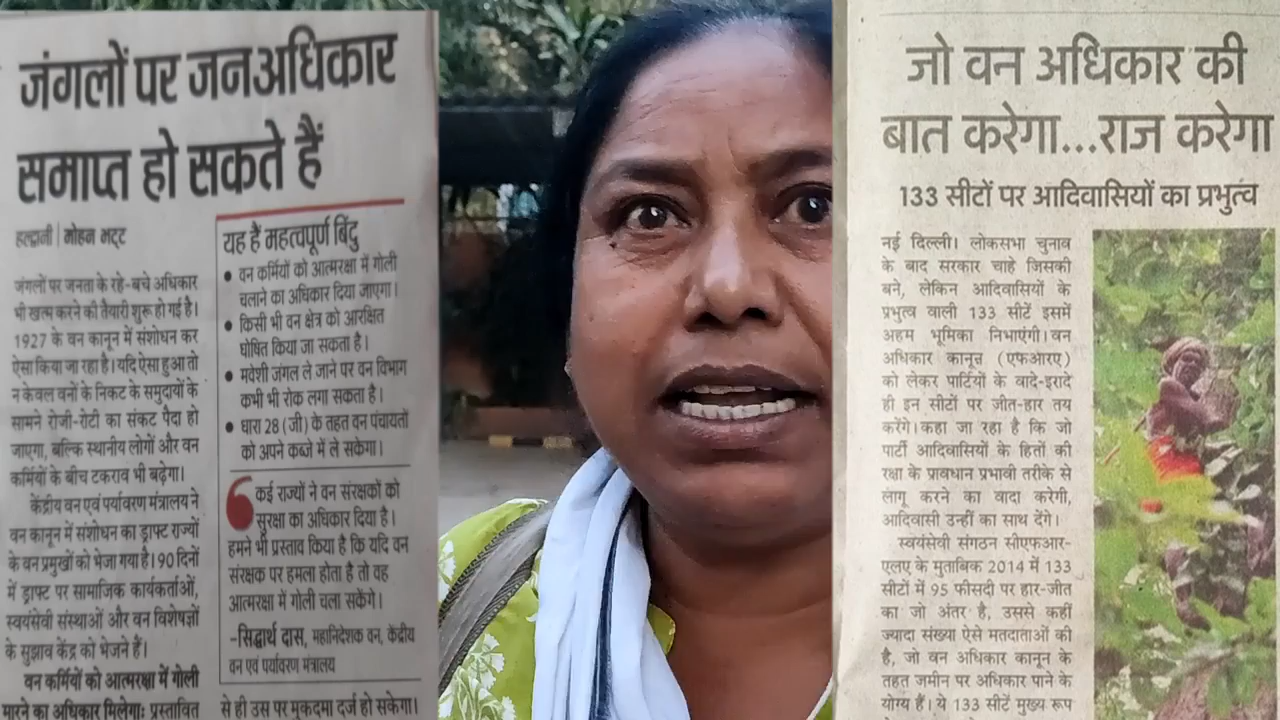 जंगलों पर जनअधिकार
समाप्त हो सकते हैं
हल्द्वानी | मोहन भट्ट
जंगलों पर जनता के रहे-बचे अधिकार
भी खत्म करने की तैयारी शुरू हो गई है।
1927 के वन कानून में संशोधन कर
ऐसा किया जा रहा है। यदि ऐसा हुआ तो
न केवल वनों के निकट के समुदायों के
सामने रोजी-रोटी का संकट पैदा हो
जाएगा, बल्कि स्थानीय लोगों और वन
कर्मियों के बीच टकराव भी बढ़ेगा।
केंद्रीय वन एवं पर्यावरण मंत्रालय ने
वन कानून में संशोधन का ड्राफ्ट राज्यों
के वन प्रमुखों को भेजा गया है। 90 दिनों
में ड्राफ्ट पर सामाजिक कार्यकर्ताओं,
स्वयंसेवी संस्थाओं और वन विशेषज्ञों
के सुझाव केंद्र को भेजने हैं।
वन कर्मियों को आत्मरक्षा में गोली
मारने का अधिकार मिलेगा: प्रस्तावित
यह हैं महत्वपूर्ण बिंदु
• वन कर्मियों को आत्मरक्षा में गोली
चलाने का अधिकार दिया जाएगा।
• किसी भी वन क्षेत्र को आरक्षित
घोषित किया जा सकता है।
• मवेशी जंगल ले जाने पर वन विभाग
कभी भी रोक लगा सकता है।
• धारा 28 (जी) के तहत वन पंचायतों
को अपने कब्जे में ले सकेगा।
कई राज्यों ने वन संरक्षकों को
सुरक्षा का अधिकार दिया है।
हमने भी प्रस्ताव किया है कि यदि वन
संरक्षक पर हमला होता है तो वह
आत्मरक्षा में गोली चला सकेंगे।
-सिद्धार्थ दास, महानिदेशक वन, केंद्रीय
वन एवं पर्यावरण मंत्रालय
से ही उस पर मुकदमा दर्ज हो सकेगा।
जो वन अधिकार की
बात करेगा...राज करेगा
133 सीटों पर आदिवासियों का प्रभुत्व
नई दिल्ली। लोकसभा चुनाव
के बाद सरकार चाहे जिसकी
बने, लेकिन आदिवासियों के
प्रभुत्व वाली 133 सीटें इसमें
अहम भूमिका निभाएंगी। वन
अधिकार कानून (एफआरए)
को लेकर पार्टियों के वादे-इरादे
ही इन सीटों पर जीत-हार तय
करेंगे। कहा जा रहा है कि जो
पार्टी आदिवासियों के हितों की
रक्षा के प्रावधान प्रभावी तरीके से
लागू करने का वादा करेगी,
आदिवासी उन्हीं का साथ देंगे।
स्वयंसेवी संगठन सीएफआर-
एलए के मुताबिक 2014 में 133
सीटों में 95 फीसदी पर हार-जीत
का जो अंतर है, उससे कहीं
ज्यादा संख्या ऐसे मतदाताओं की
है, जो वन अधिकार कानून के
तहत जमीन पर अधिकार पाने के
योग्य हैं। ये 133 सीटें मुख्य रूप